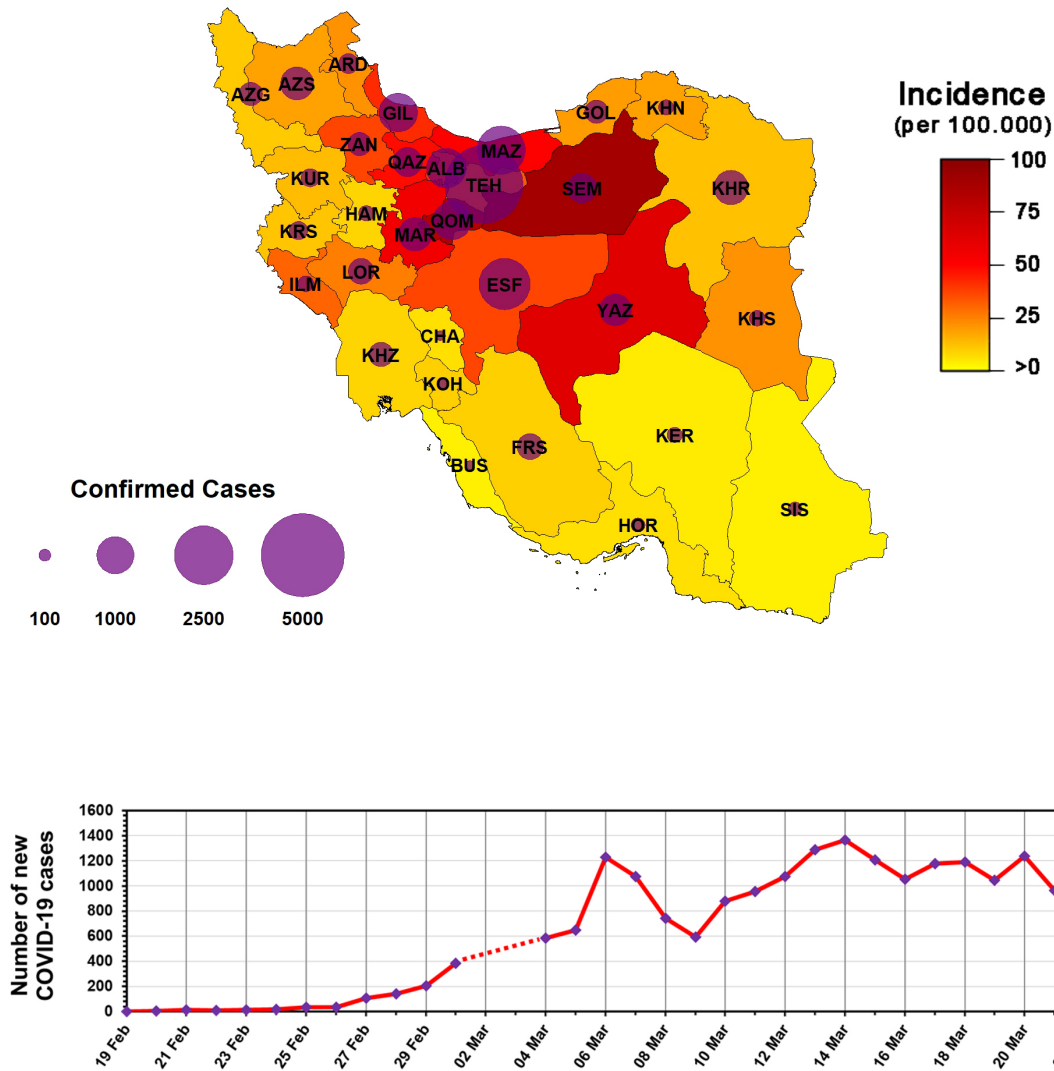 ARD
AZG
AZS
GIL
GOL
KHN
ZAN
QAZ
ALB
MAZ
TEH
SEM
KHR
KUR
HAM
KRS
MAR
QOM
ILM
LOR
ESF
YAZ
KHS
CHA
KHZ
KOH
FRS
KER
BUS
HOR
SIS
Incidence
(per 100.000)
100
75
50
25
>0
Confirmed Cases
100 1000 2500 5000
Number of new
COVID-19 cases
1600
1400
1200
1000
800
600
400
200
0
19 Feb 21 Feb 23 Feb 25 Feb 27 Feb 29 Feb 02 Mar 04 Mar 06 Mar 08 Mar 10 Mar 12 Mar 14 Mar 16 Mar 18 Mar 20 Mar